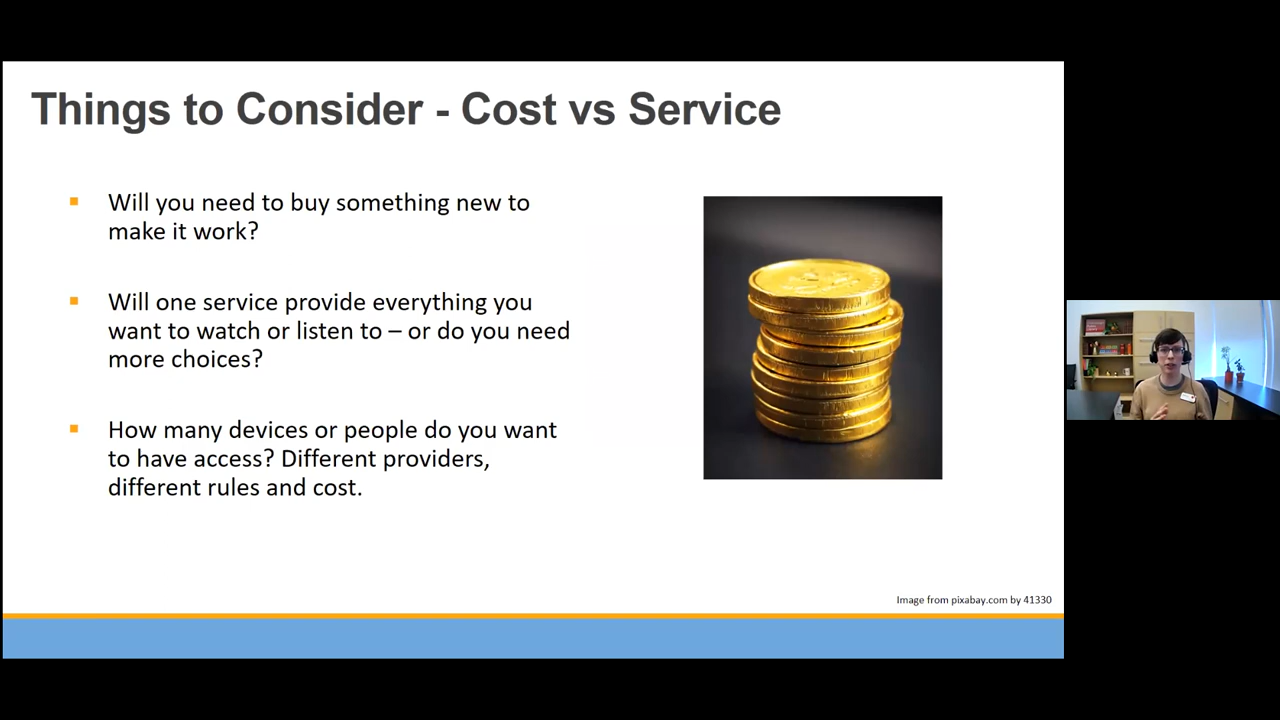 Things to Consider - Cost vs Service
Will you need to buy something new to
make it work?
Will one service provide everything you
want to watch or listen to – or do you need
more choices?
How many devices or people do you want
to have access? Different providers,
different rules and cost.
Image from pixabay.com by 41330